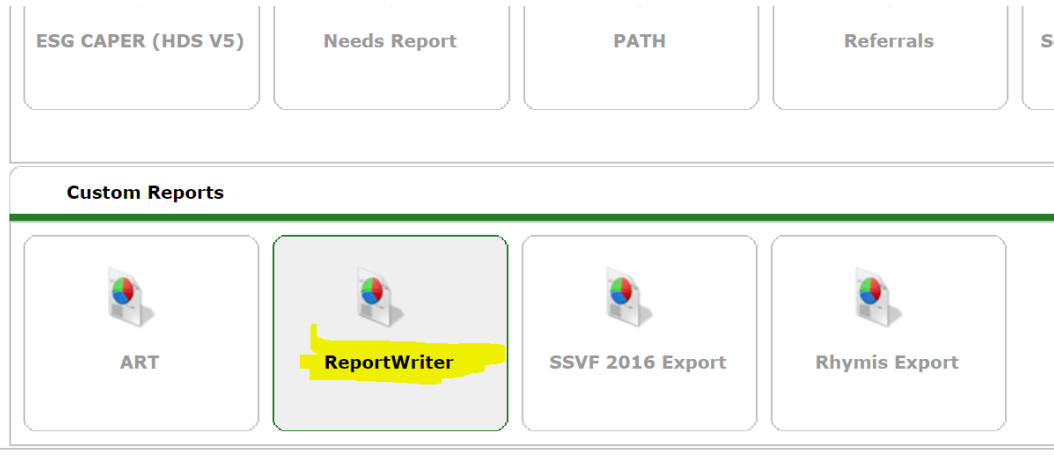 ESG CAPER (HDS V5) Needs Report PATH Referrals
Custom Reports
ART ReportWriter SSVF 2016 Export Rhymis Export